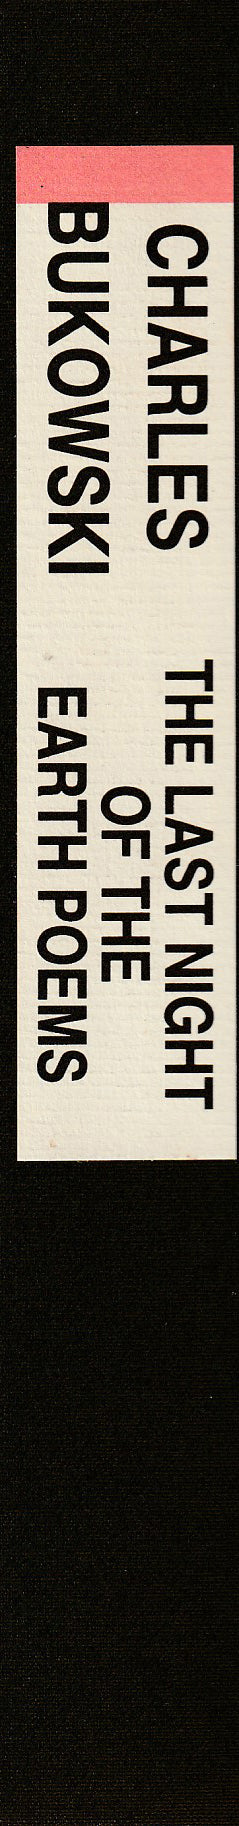 CHARLES
BUKOWSKI
THE LAST NIGHT
OF THE
EARTH POEMS